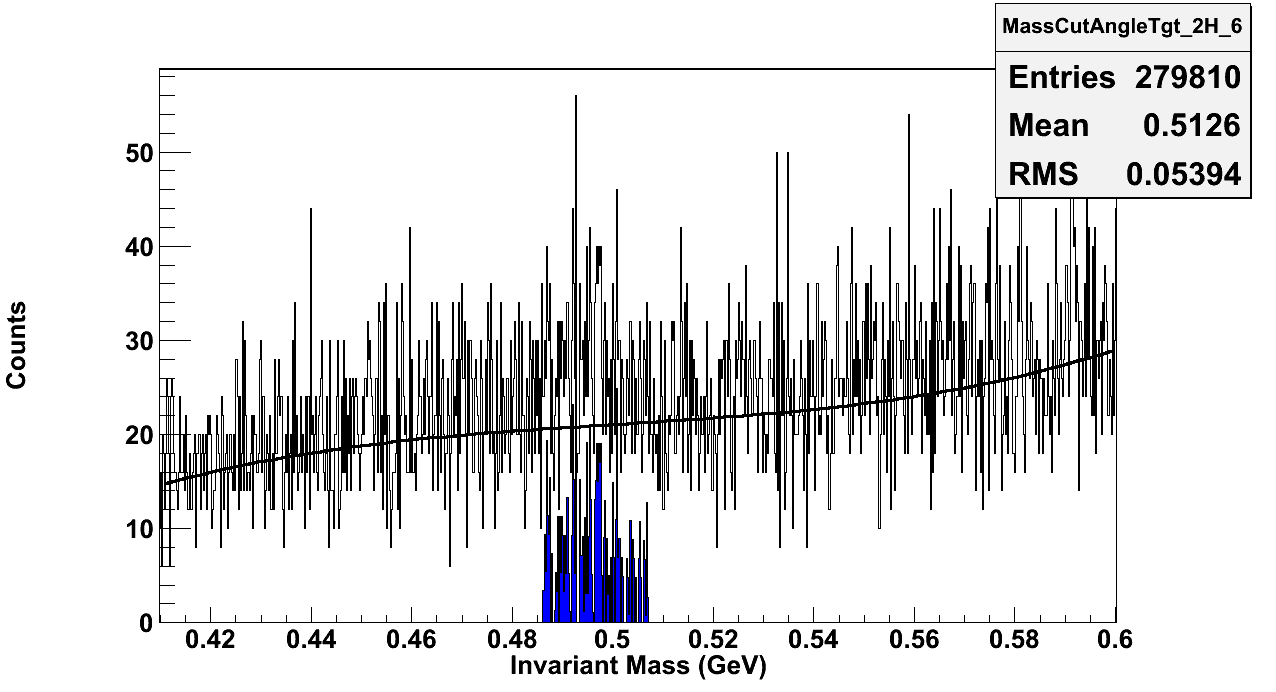 MassCutAngleTgt_2H_6
Entries 279810
Mean 0.5126
RMS 0.05394
Counts
50
40
30
20
10
0
0.42 0.44 0.46 0.48 0.5 0.52 0.54 0.56 0.58 0.6
Invariant Mass (GeV)